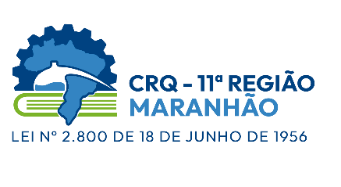 CRQ - 11ª REGIÃO
MARANHÃO
LEI Nº 2.800 DE 18 DE JUNHO DE 1956